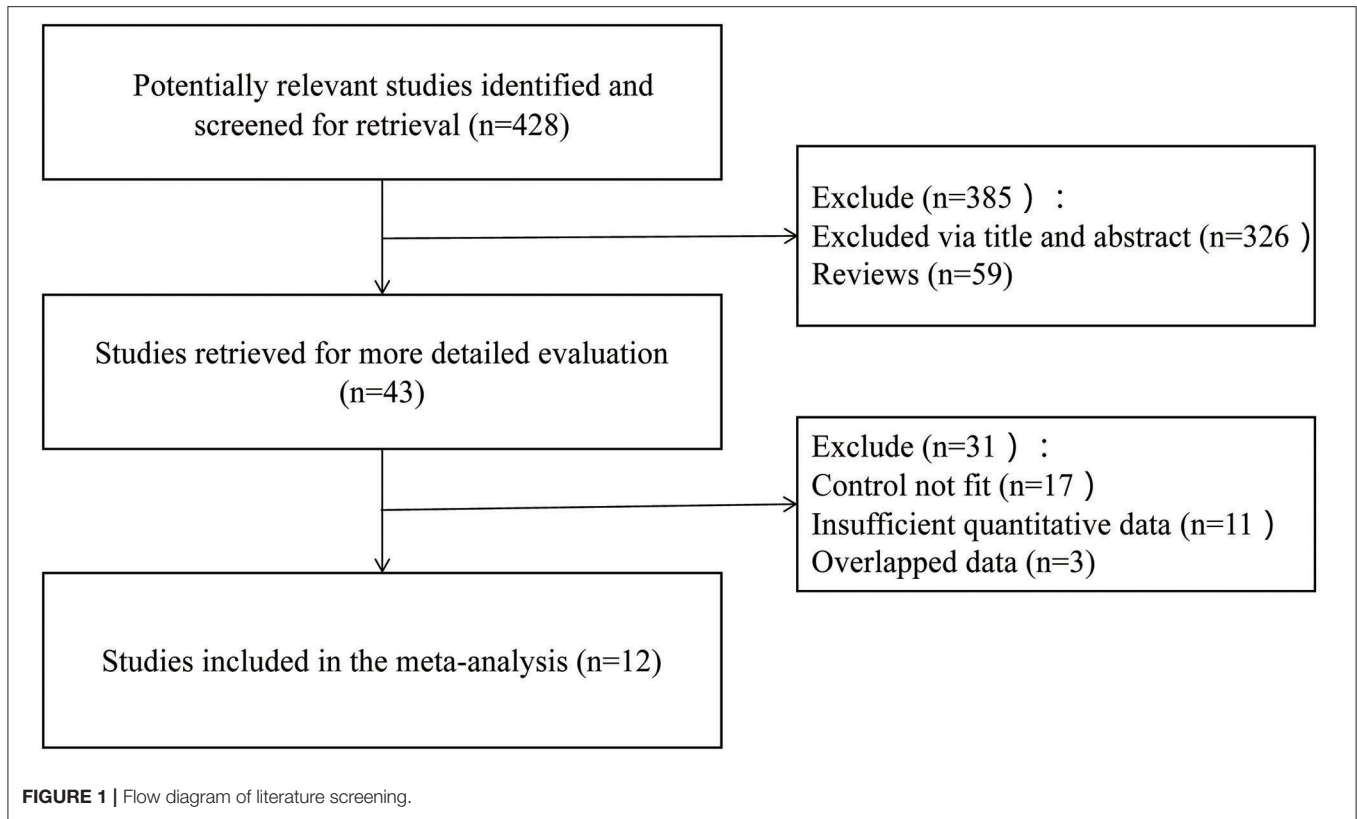 Potentially relevant studies identified and
screened for retrieval (n=428)
Exclude (n=385 ) :
Excluded via title and abstract (n=326 )
Reviews (n=59)
Studies retrieved for more detailed evaluation
(n=43)
Exclude (n=31 ) :
Control not fit (n=17 )
Insufficient quantitative data (n=11 )
Overlapped data (n=3)
Studies included in the meta-analysis (n=12)
FIGURE 1 | Flow diagram of literature screening.